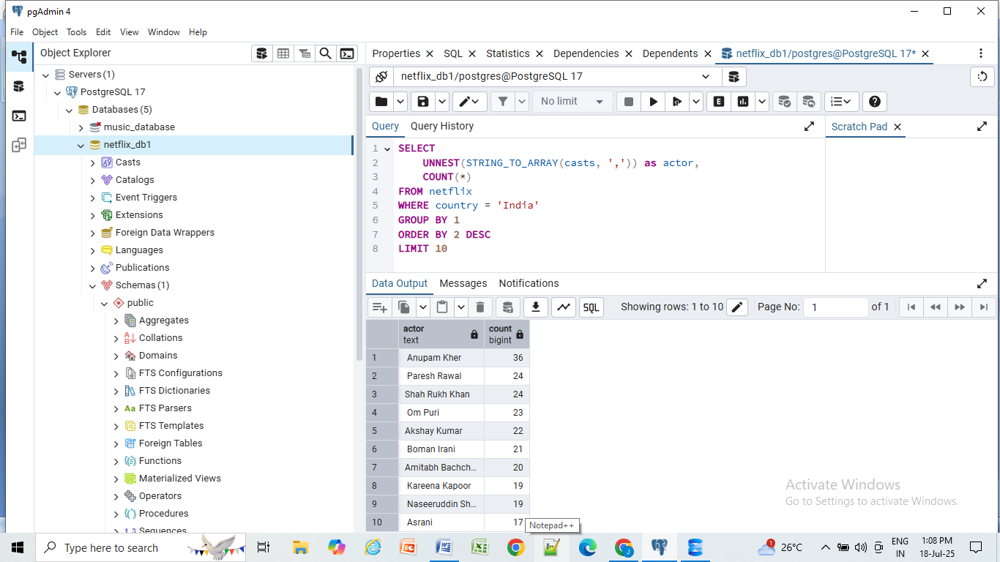 pgAdmin 4
File Object Tools Edit View Window Help
Object Explorer
Servers (1)
PostgreSQL 17
Databases (5)
music_database
netflix_db1
Casts
Catalogs
Event Triggers
Extensions
Foreign Data Wrappers
Languages
Publications
Schemas (1)
public
Aggregates
Collations
Domains
FTS Configurations
FTS Dictionaries
Aa FTS Parsers
FTS Templates
Foreign Tables
Functions
Materialized Views
Operators
Procedures
1..3 Sequences
Properties SQL Statistics Dependencies Dependents netflix_db1/postgres@PostgreSQL 17*
netflix_db1/postgres@PostgreSQL 17
No limit E
Query Query History Scratch Pad
1 SELECT
2 UNNEST(STRING_TO_ARRAY(casts, ',')) as actor,
3 COUNT(*)
4 FROM netflix
5 WHERE country = 'India'
6 GROUP BY 1
7 ORDER BY 2 DESC
8 LIMIT 10
Data Output Messages Notifications
SQL Showing rows: 1 to 10 Page No: 1 of 1
actor count
text bigint
1 Anupam Kher 36
2 Paresh Rawal 24
3 Shah Rukh Khan 24
4 Om Puri 23
5 Akshay Kumar 22
6 Boman Irani 21
7 Amitabh Bachch... 20
8 Kareena Kapoor 19
9 Naseeruddin Sh... 19
10 Asrani 17
Notepad++
Activate Windows
Go to Settings to activate Windows.
Type here to search
1 26°C
ENG
IN
1:08 PM
18-Jul-25